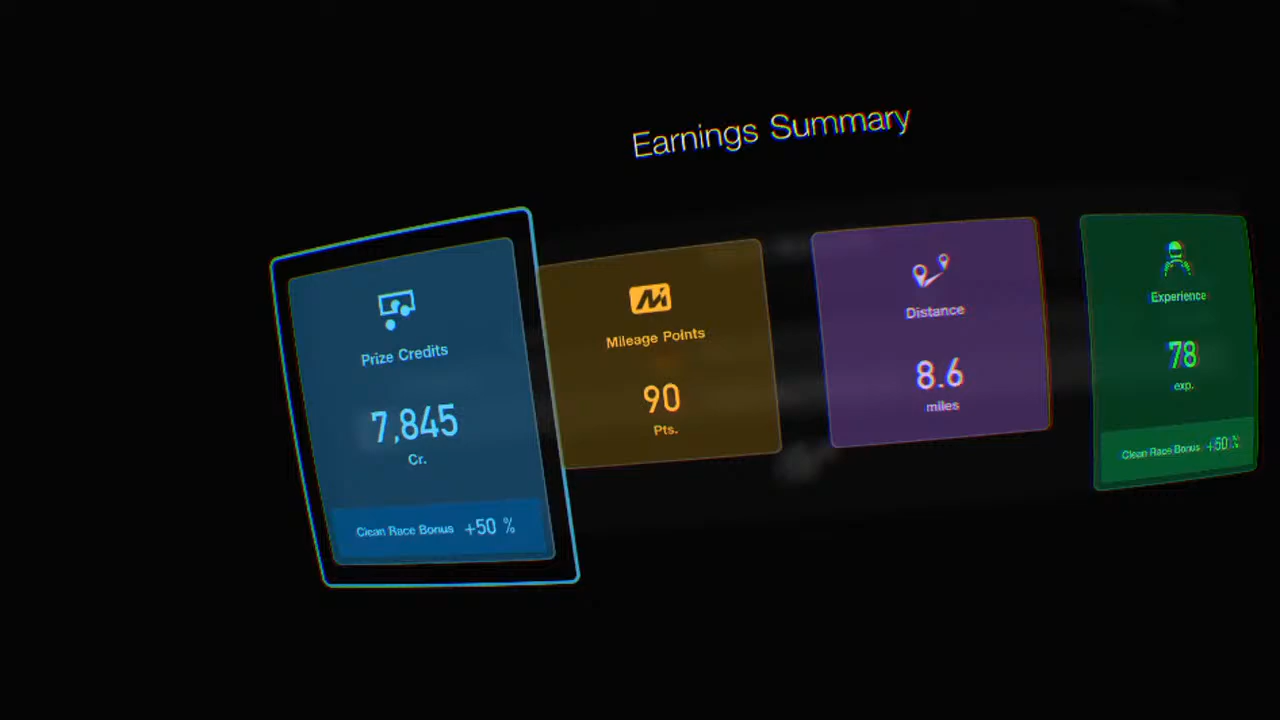 Earnings Summary
Prize Credits
7,845
Cr.
Clean Race Bonus +50 %
Mileage Points
90
Pts.
Distance
8.6
miles
Experience
78
exp.
Clean Race Bonus +50 %